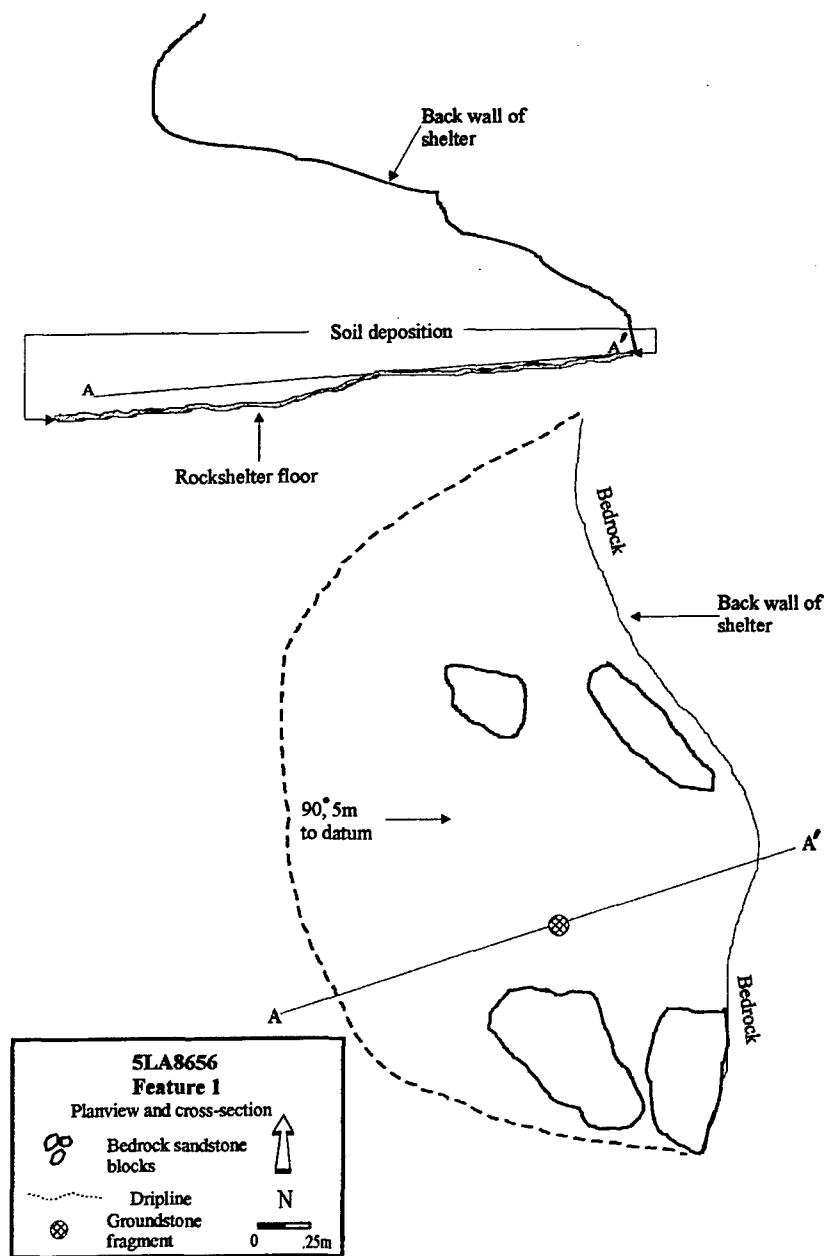 Back wall of
shelter
Soil deposition
A
A'
Rockshelter floor
Bedrock
Back wall of
shelter
90°, 5m
to datum
A'
A
Bedrock
5LA8656
Feature 1
Planview and cross-section
Bedrock sandstone
blocks
Dripline
N
Groundstone
fragment
0 .25m